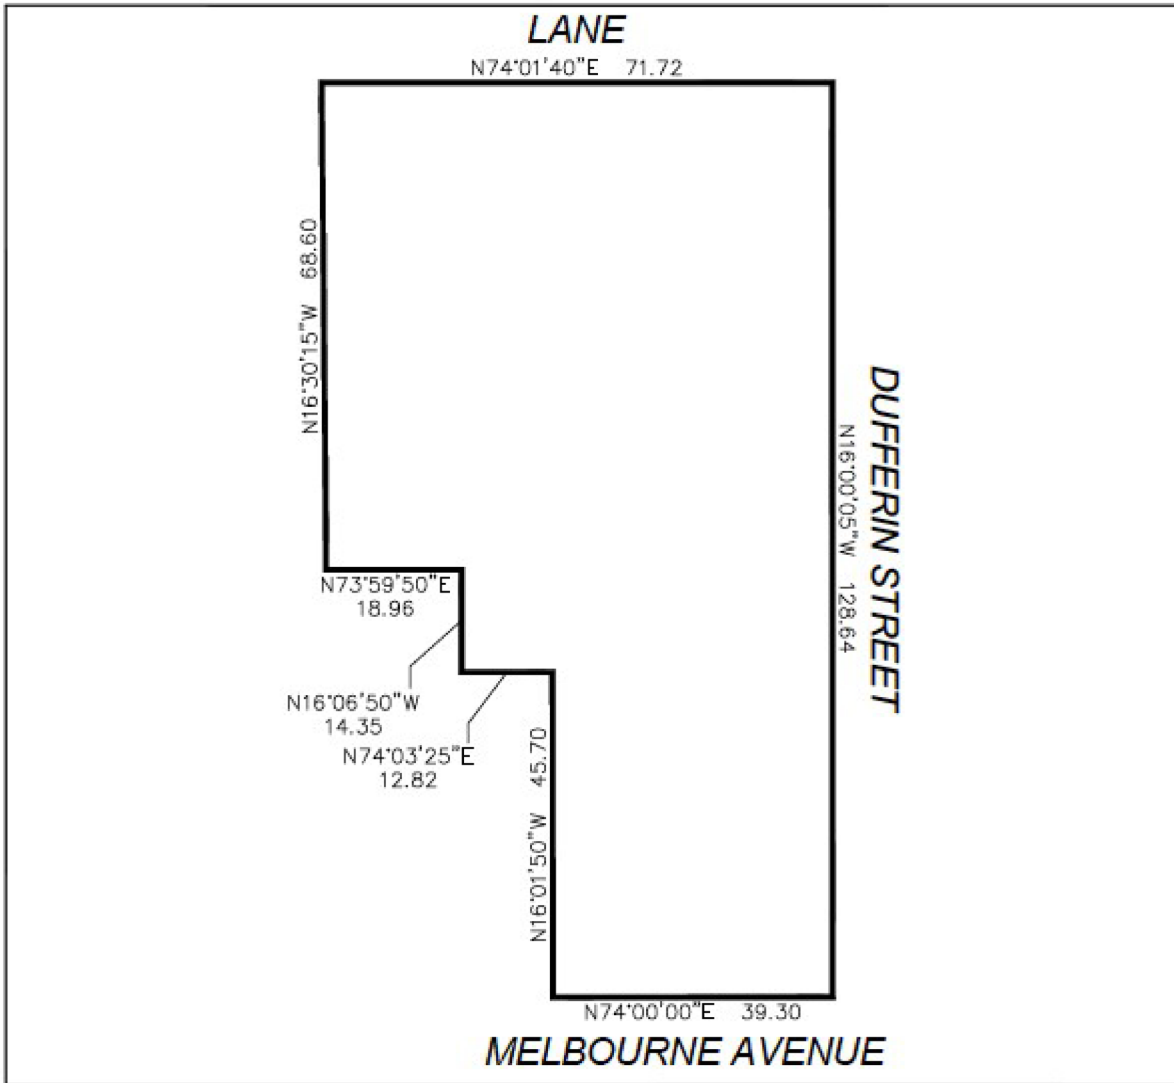 LANE
N74°01'40"E 71.72
N16°30'15"W 68.60
DUFFERIN STREET
N16°00'05"W 128.64
N73°59'50"E
18.96
N16°06'50"W
14.35
N74°03'25"E
12.82
N16°01'50"W 45.70
N74°00'00"E 39.30
MELBOURNE AVENUE